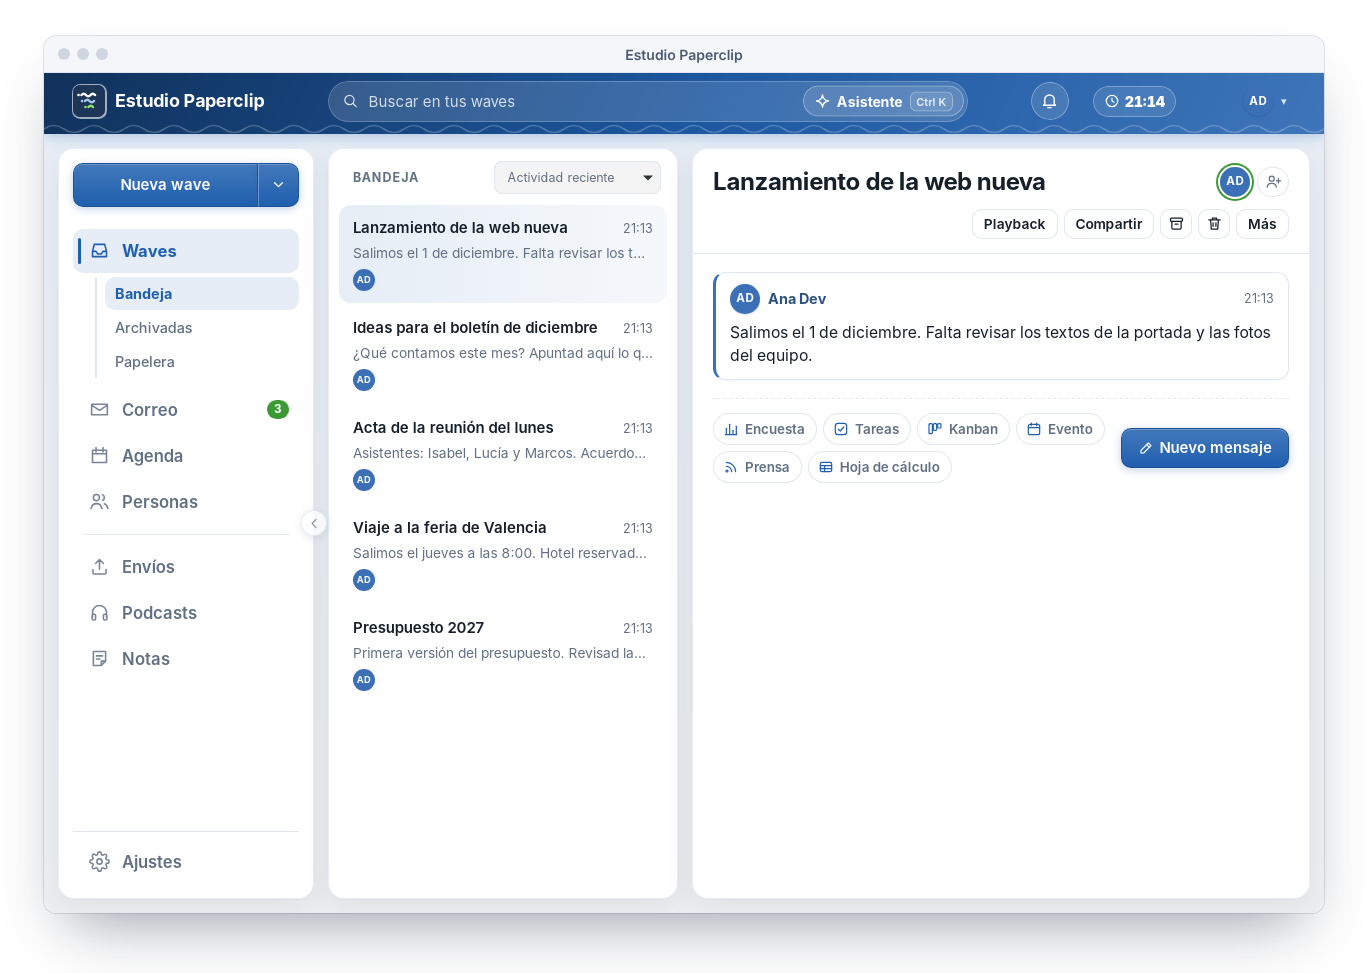 Estudio Paperclip
Estudio Paperclip
Buscar en tus waves
Asistente Ctrl K
21:14
AD
Nueva wave
Waves
Bandeja
Archivadas
Papelera
Correo 3
Agenda
Personas
Envíos
Podcasts
Notas
Ajustes
BANDEJA
Actividad reciente
Lanzamiento de la web nueva 21:13
Salimos el 1 de diciembre. Falta revisar los t...
AD
Ideas para el boletín de diciembre 21:13
¿Qué contamos este mes? Apuntad aquí lo q...
AD
Acta de la reunión del lunes 21:13
Asistentes: Isabel, Lucía y Marcos. Acuerdo...
AD
Viaje a la feria de Valencia 21:13
Salimos el jueves a las 8:00. Hotel reservad...
AD
Presupuesto 2027 21:13
Primera versión del presupuesto. Revisad la...
AD
Lanzamiento de la web nueva
AD
Playback Compartir Más
AD Ana Dev 21:13
Salimos el 1 de diciembre. Falta revisar los textos de la portada y las fotos
del equipo.
Encuesta Tareas Kanban Evento
Prensa Hoja de cálculo
Nuevo mensaje